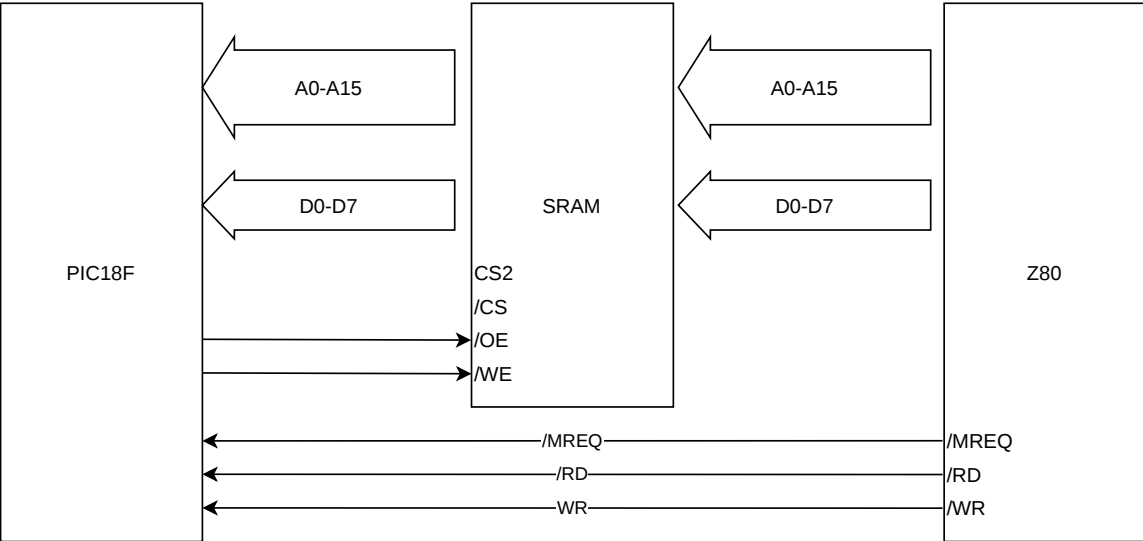 A0-A15
A0-A15
D0-D7
SRAM
D0-D7
PIC18F
CS2
Z80
/CS
/OE
/WE
/MREQ
/MREQ
/RD
/RD
WR
/WR